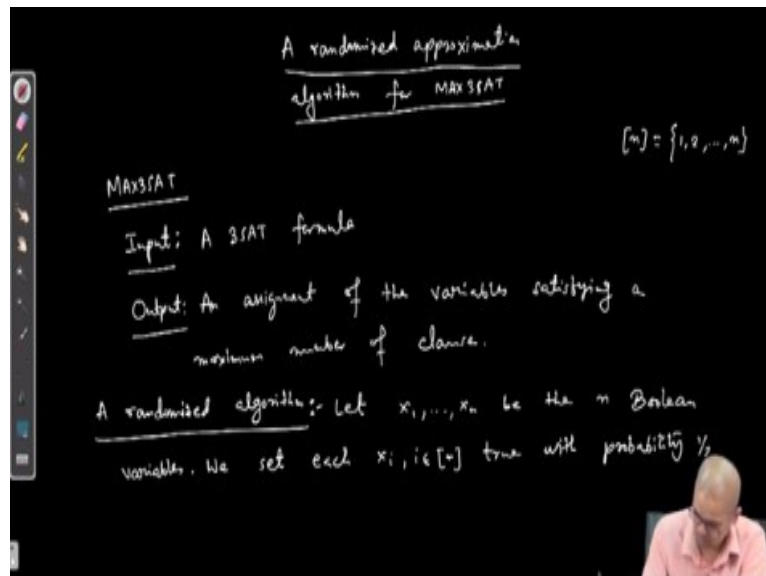 A randomized approximation
algorithm for MAX3SAT
[n] = {1,2,...,n}
MAX3SAT
Input: A 3SAT formula
Output: An assignment of the variables satisfying a
maximum number of clause.
A randomized algorithm:- Let x₁,...,xₙ be the n Boolean
variables. We set each xᵢ, i∈[n] true with probability ½